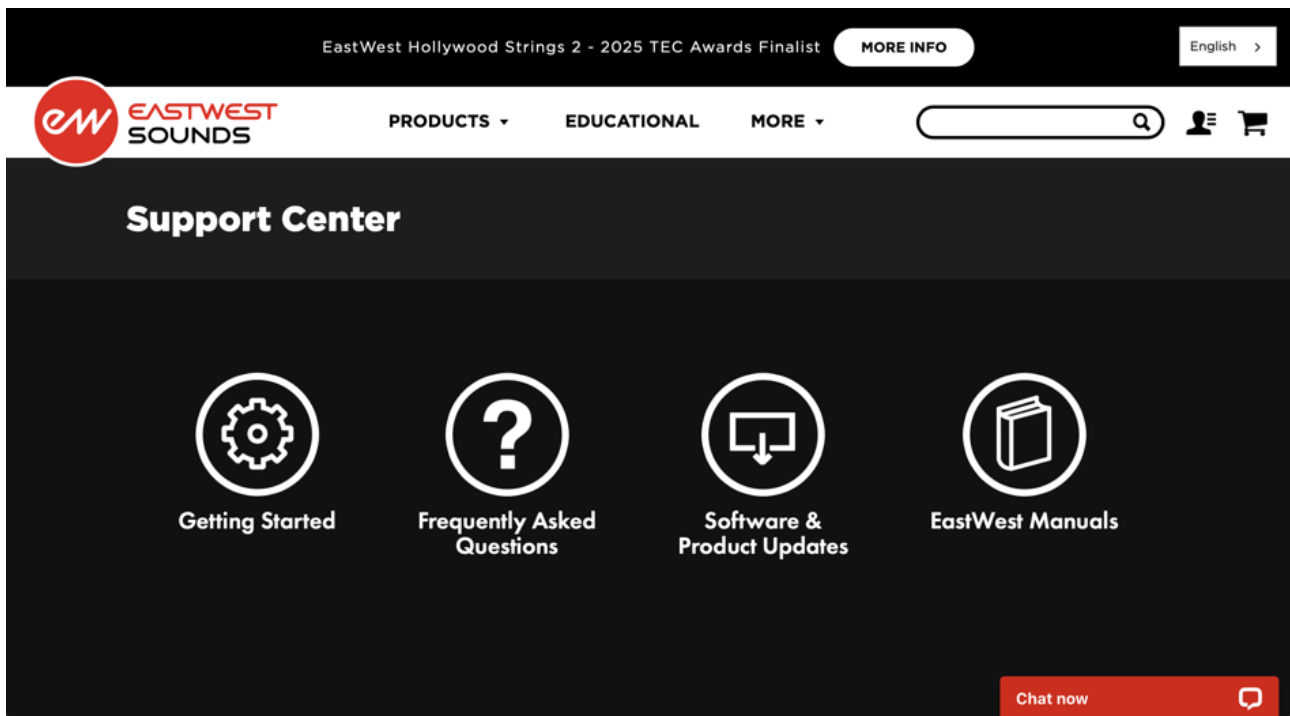 EastWest Hollywood Strings 2 - 2025 TEC Awards Finalist
MORE INFO
English
ew
EASTWEST
SOUNDS
PRODUCTS
EDUCATIONAL
MORE
Support Center
Getting Started
Frequently Asked
Questions
Software &
Product Updates
EastWest Manuals
Chat now